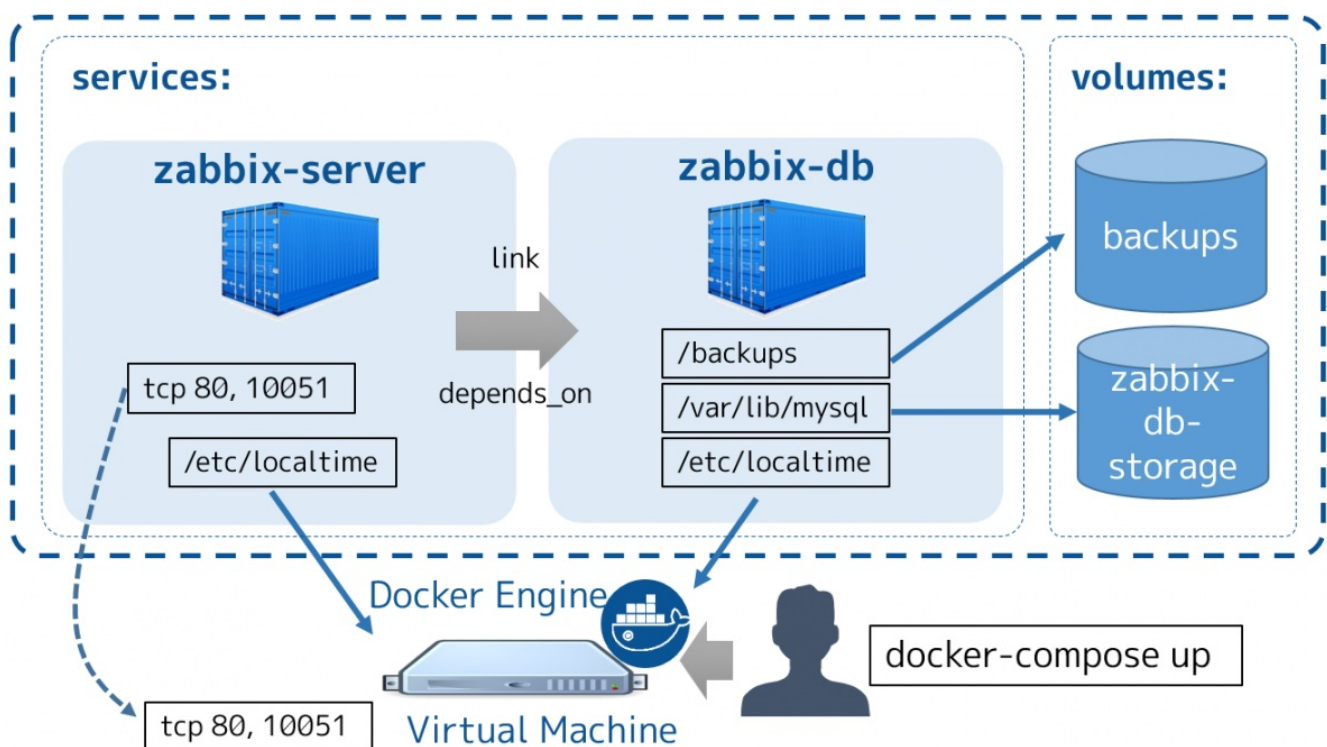 services:
volumes:
zabbix-server
zabbix-db
backups
link
/backups
tcp 80, 10051
depends_on
/var/lib/mysql
zabbix-
db-
storage
/etc/localtime
/etc/localtime
Docker Engine
docker-compose up
tcp 80, 10051
Virtual Machine